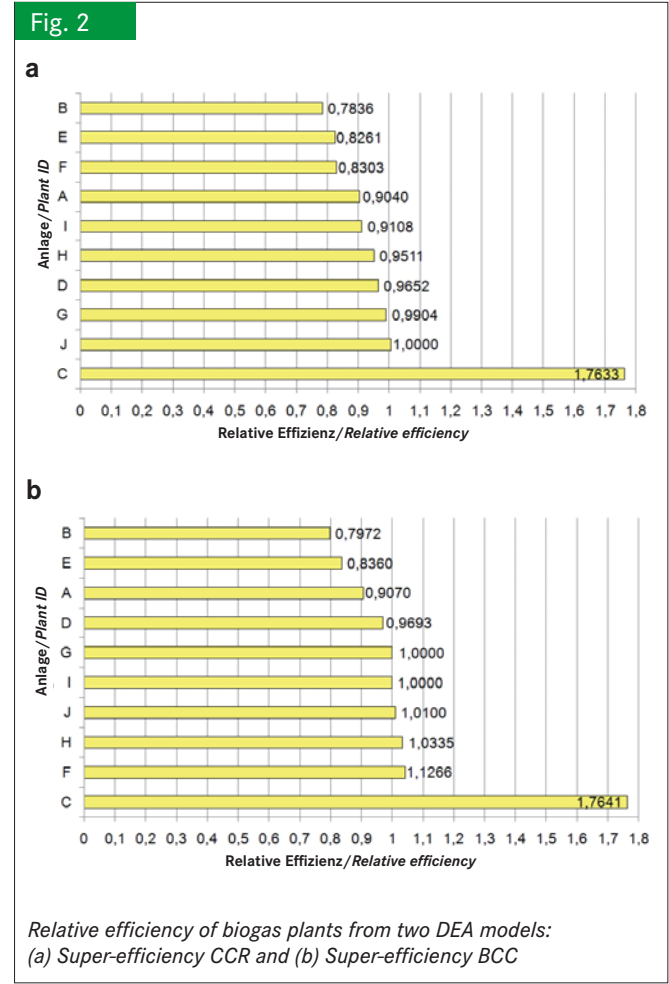 Fig. 2
a
Anlage/Plant ID
B 0,7836
E 0,8261
F 0,8303
A 0,9040
I 0,9108
H 0,9511
D 0,9652
G 0,9904
J 1,0000
C 1,7633
0 0,1 0,2 0,3 0,4 0,5 0,6 0,7 0,8 0,9 1 1,1 1,2 1,3 1,4 1,5 1,6 1,7 1,8
Relative Effizienz/Relative efficiency
b
Anlage/Plant ID
B 0,7972
E 0,8360
A 0,9070
D 0,9693
G 1,0000
I 1,0000
J 1,0100
H 1,0335
F 1,1266
C 1,7641
0 0,1 0,2 0,3 0,4 0,5 0,6 0,7 0,8 0,9 1 1,1 1,2 1,3 1,4 1,5 1,6 1,7 1,8
Relative Effizienz/Relative efficiency
Relative efficiency of biogas plants from two DEA models:
(a) Super-efficiency CCR and (b) Super-efficiency BCC